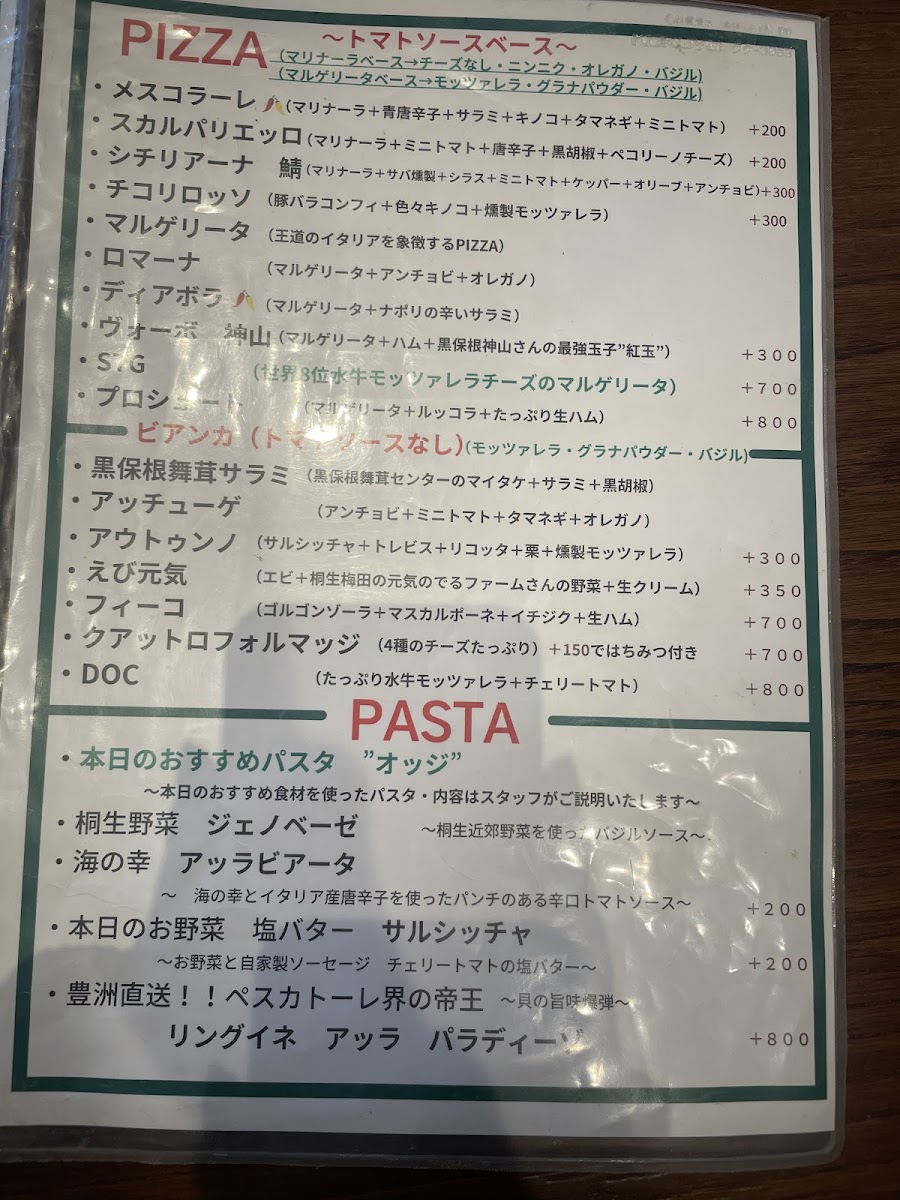 PIZZA ～トマトソースベース～
(マリナーラベース→チーズなし・ニンニク・オレガノ・バジル)
(マルゲリータベース→モッツァレラ・グラナパウダー・バジル)
・メスコラーレ🌶(マリナーラ＋青唐辛子＋サラミ＋キノコ＋タマネギ＋ミニトマト) ＋200
・スカルパリエッロ(マリナーラ＋ミニトマト＋唐辛子＋黒胡椒＋ペコリーノチーズ) ＋200
・シチリアーナ 鯖(マリナーラ＋サバ燻製＋シラス＋ミニトマト＋ケッパー＋オリーブ＋アンチョビ)＋300
・チコリロッソ (豚バラコンフィ＋色々キノコ＋燻製モッツァレラ) ＋300
・マルゲリータ (王道のイタリアを象徴するPIZZA)
・ロマーナ (マルゲリータ＋アンチョビ＋オレガノ)
・ディアボラ🌶(マルゲリータ＋ナポリの辛いサラミ)
・ヴォーボ 神山(マルゲリータ＋ハム＋黒保根神山さんの最強玉子”紅玉”) ＋３００
・STG (世界8位水牛モッツァレラチーズのマルゲリータ) ＋７００
・プロシュート (マルゲリータ＋ルッコラ＋たっぷり生ハム) ＋８００
ビアンカ（トマトソースなし）(モッツァレラ・グラナパウダー・バジル)
・黒保根舞茸サラミ (黒保根舞茸センターのマイタケ＋サラミ＋黒胡椒)
・アッチューゲ (アンチョビ＋ミニトマト＋タマネギ＋オレガノ)
・アウトゥンノ (サルシッチャ＋トレビス＋リコッタ＋栗＋燻製モッツァレラ) ＋３００
・えび元気 (エビ＋桐生梅田の元気のでるファームさんの野菜＋生クリーム) ＋３５０
・フィーコ (ゴルゴンゾーラ＋マスカルポーネ＋イチジク＋生ハム) ＋７００
・クアットロフォルマッジ (4種のチーズたっぷり) ＋150ではちみつ付き ＋７００
・DOC (たっぷり水牛モッツァレラ＋チェリートマト) ＋８００
PASTA
・本日のおすすめパスタ ”オッジ”
～本日のおすすめ食材を使ったパスタ・内容はスタッフがご説明いたします～
・桐生野菜 ジェノベーゼ ～桐生近郊野菜を使ったバジルソース～
・海の幸 アッラビアータ
～ 海の幸とイタリア産唐辛子を使ったパンチのある辛口トマトソース～ ＋２００
・本日のお野菜 塩バター サルシッチャ
～お野菜と自家製ソーセージ チェリートマトの塩バター～ ＋２００
・豊洲直送！！ペスカトーレ界の帝王 ～貝の旨味爆弾～
リングイネ アッラ パラディーゾ ＋８００